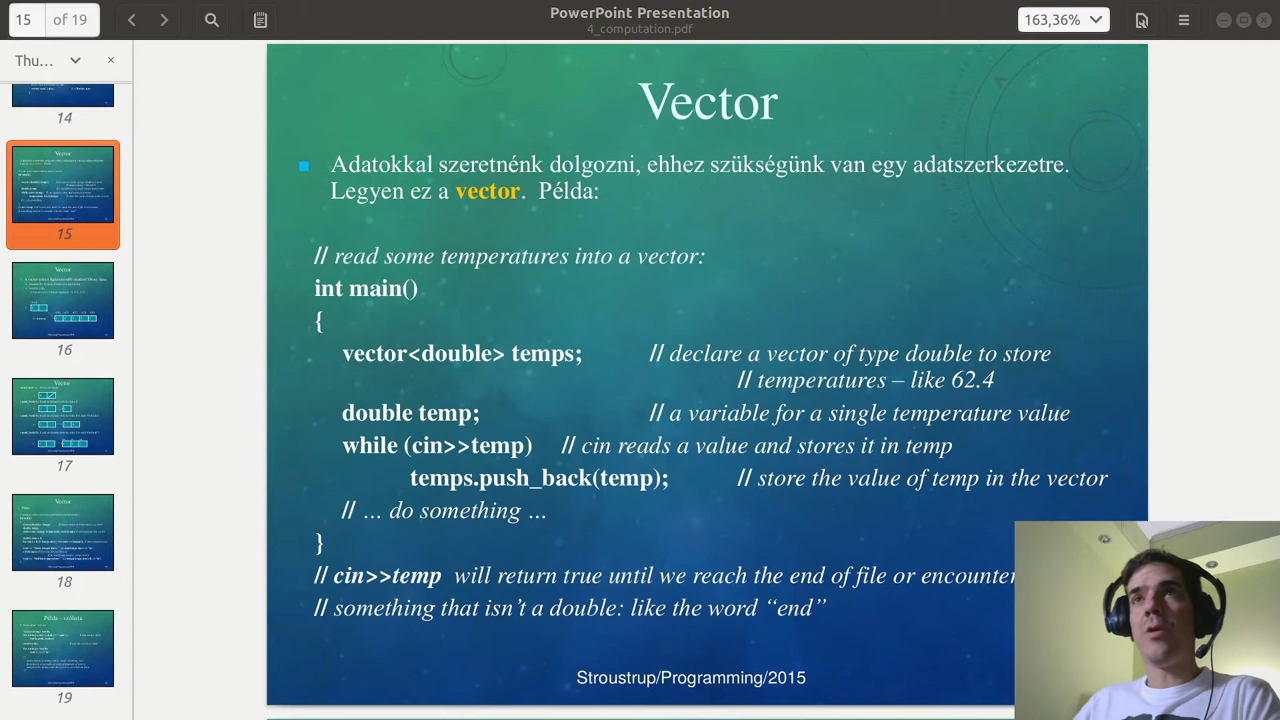 15
of 19
PowerPoint Presentation
4_computation.pdf
163,36%
Thu...
14
15
16
17
18
19
Vector
Adatokkal szeretnénk dolgozni, ehhez szükségünk van egy adatszerkezetre.
Legyen ez a vector. Példa:
// read some temperatures into a vector:
int main()
{
vector<double> temps; // declare a vector of type double to store
// temperatures – like 62.4
double temp; // a variable for a single temperature value
while (cin>>temp) // cin reads a value and stores it in temp
temps.push_back(temp); // store the value of temp in the vector
// … do something …
}
// cin>>temp will return true until we reach the end of file or encounter
// something that isn’t a double: like the word “end”
Stroustrup/Programming/2015